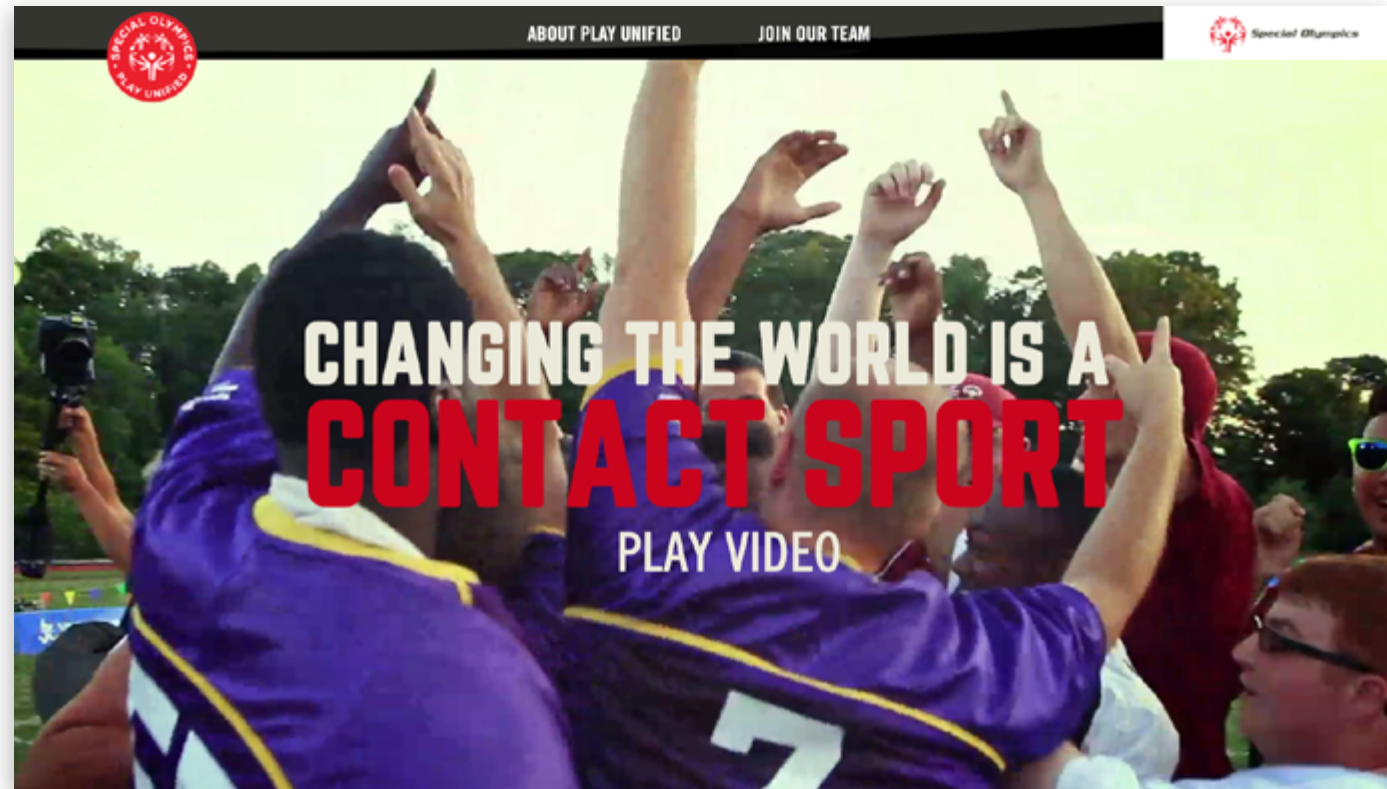 SPECIAL OLYMPICS
PLAY UNIFIED
ABOUT PLAY UNIFIED
JOIN OUR TEAM
Special Olympics
CHANGING THE WORLD IS A
CONTACT SPORT
PLAY VIDEO
7